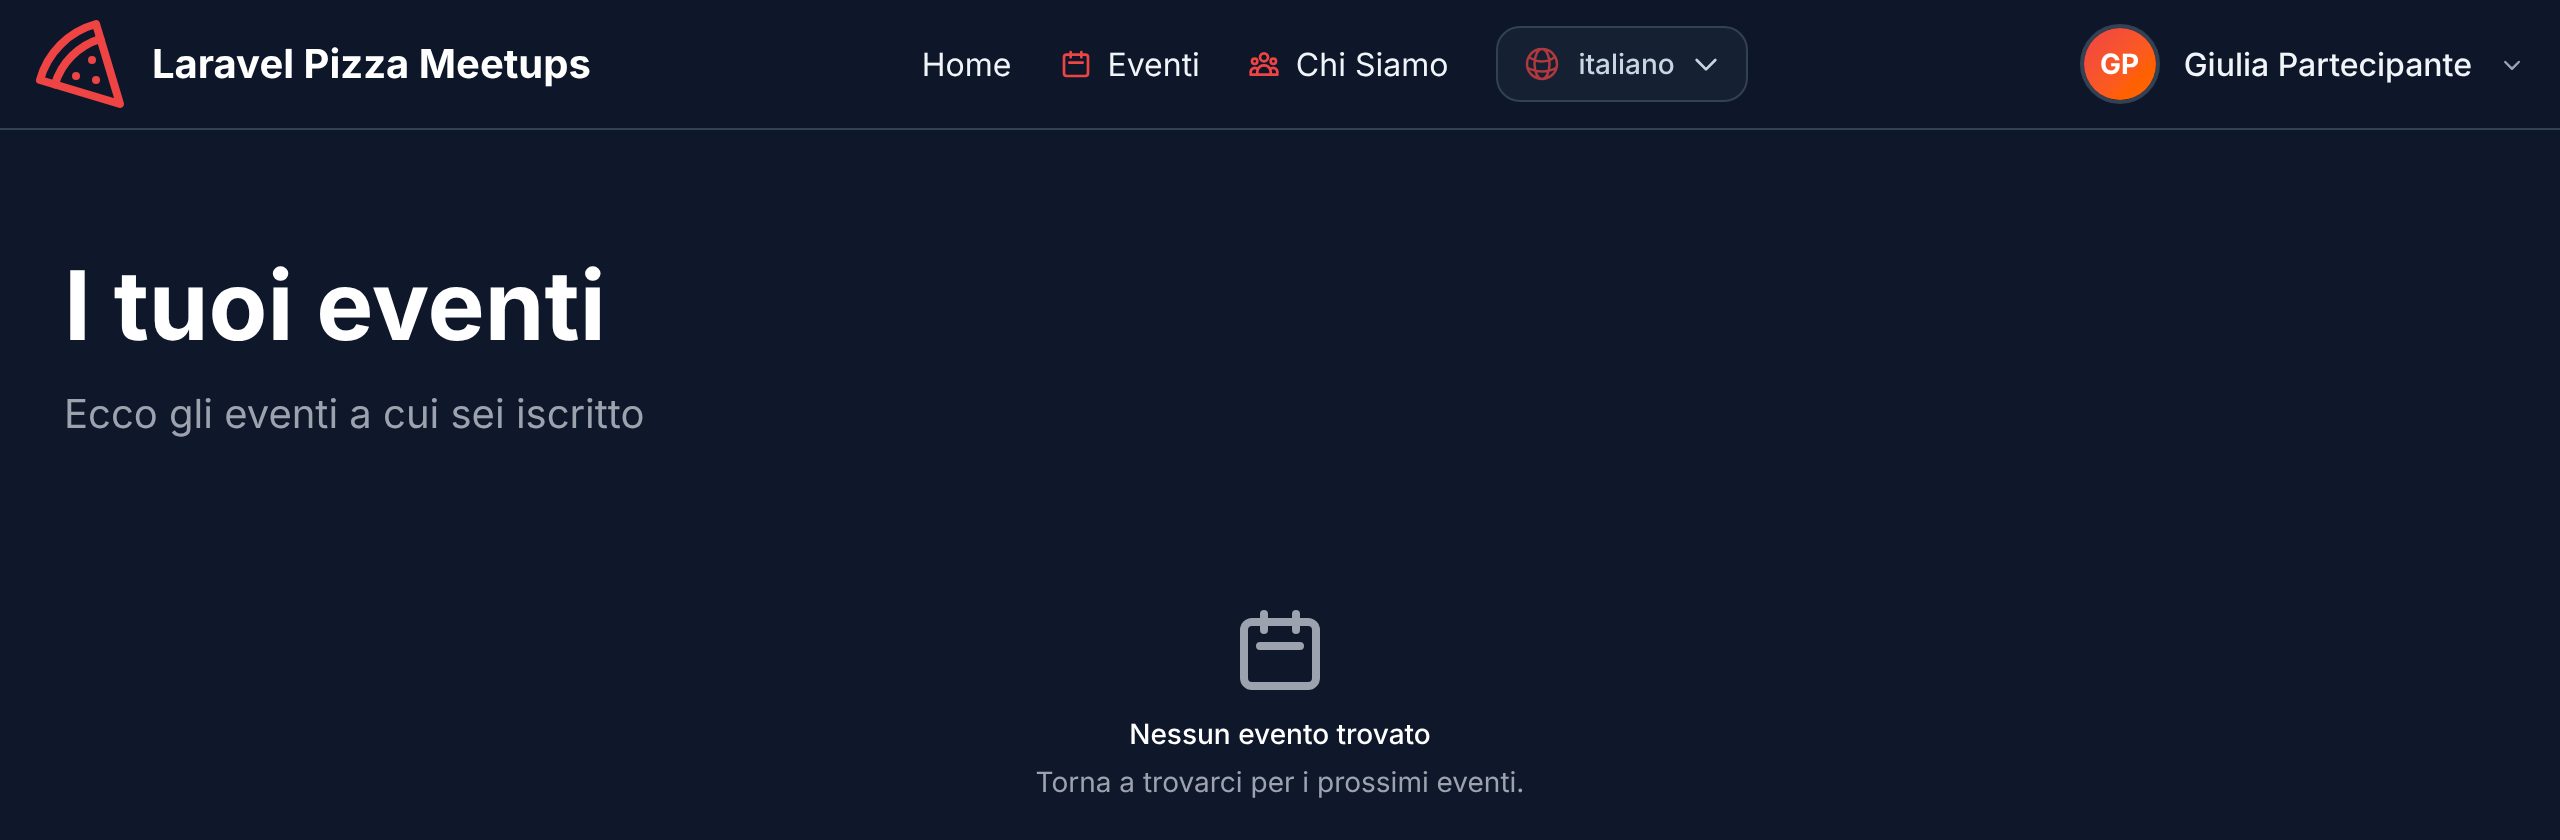 Laravel Pizza Meetups
Home
Eventi
Chi Siamo
italiano
GP
Giulia Partecipante
I tuoi eventi
Ecco gli eventi a cui sei iscritto
Nessun evento trovato
Torna a trovarci per i prossimi eventi.